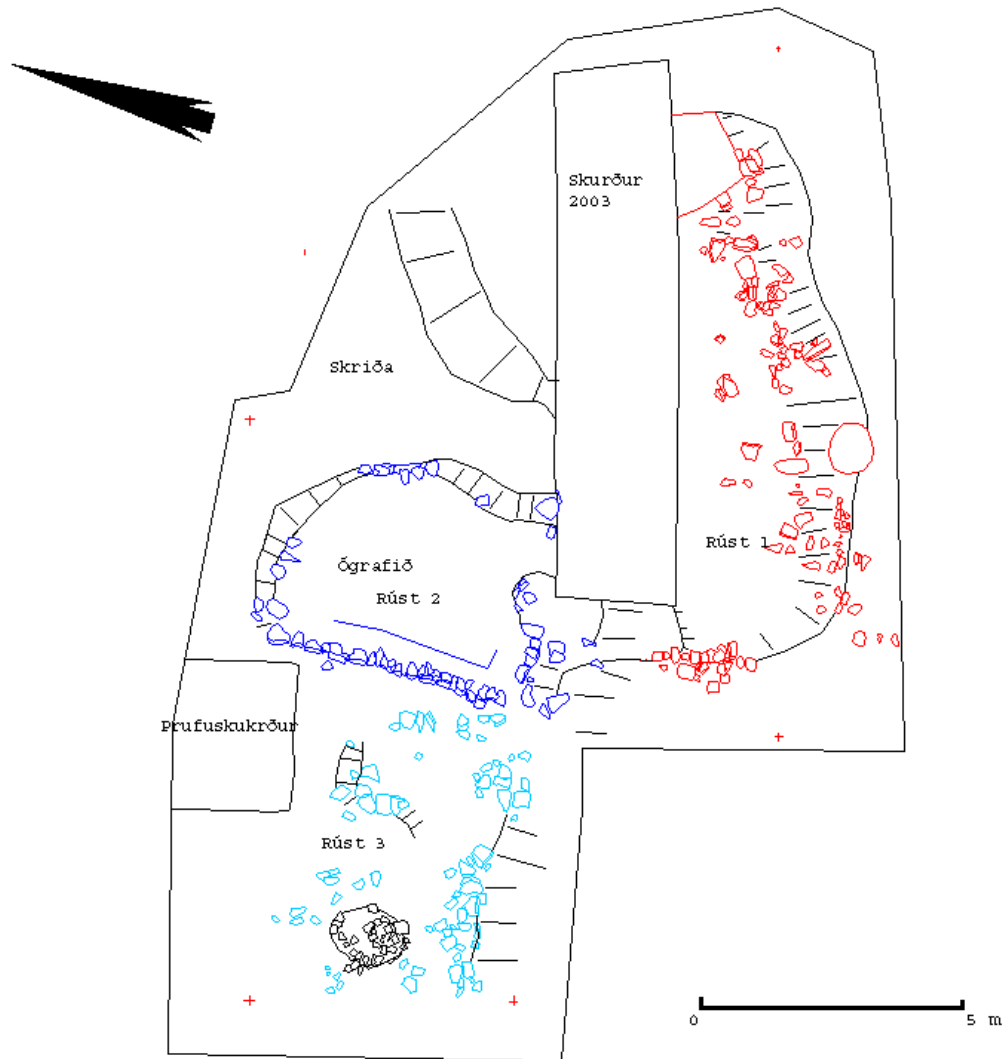 Skurður
2003
Skriða
Rúst 1
Ógrafið
Rúst 2
Prufuskukrður
Rúst 3
0 5 m